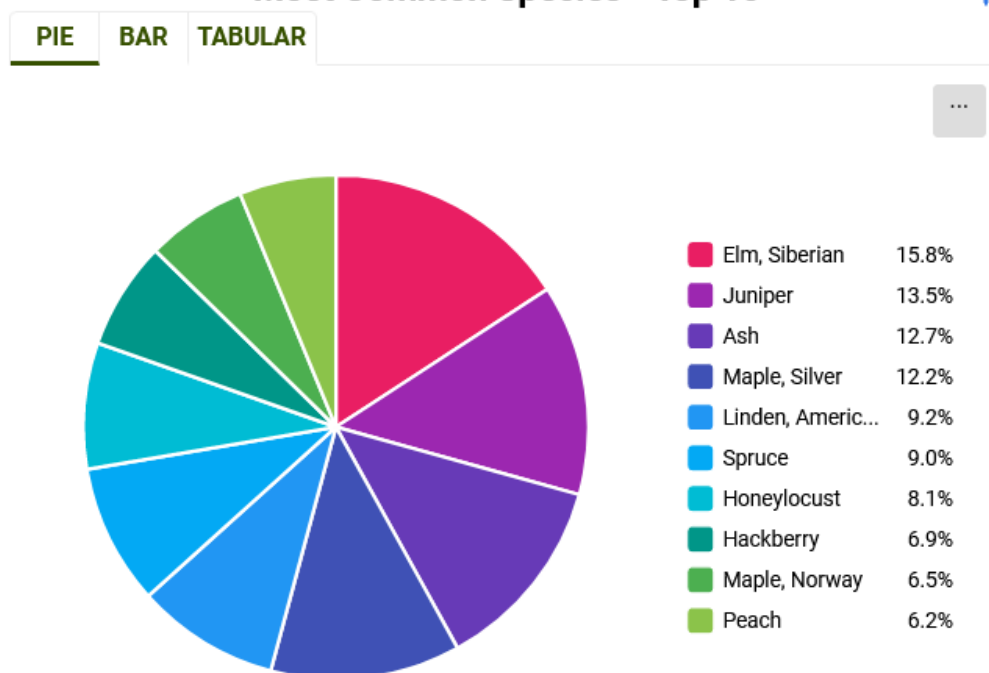 PIE BAR TABULAR
...
Elm, Siberian 15.8%
Juniper 13.5%
Ash 12.7%
Maple, Silver 12.2%
Linden, Americ... 9.2%
Spruce 9.0%
Honeylocust 8.1%
Hackberry 6.9%
Maple, Norway 6.5%
Peach 6.2%